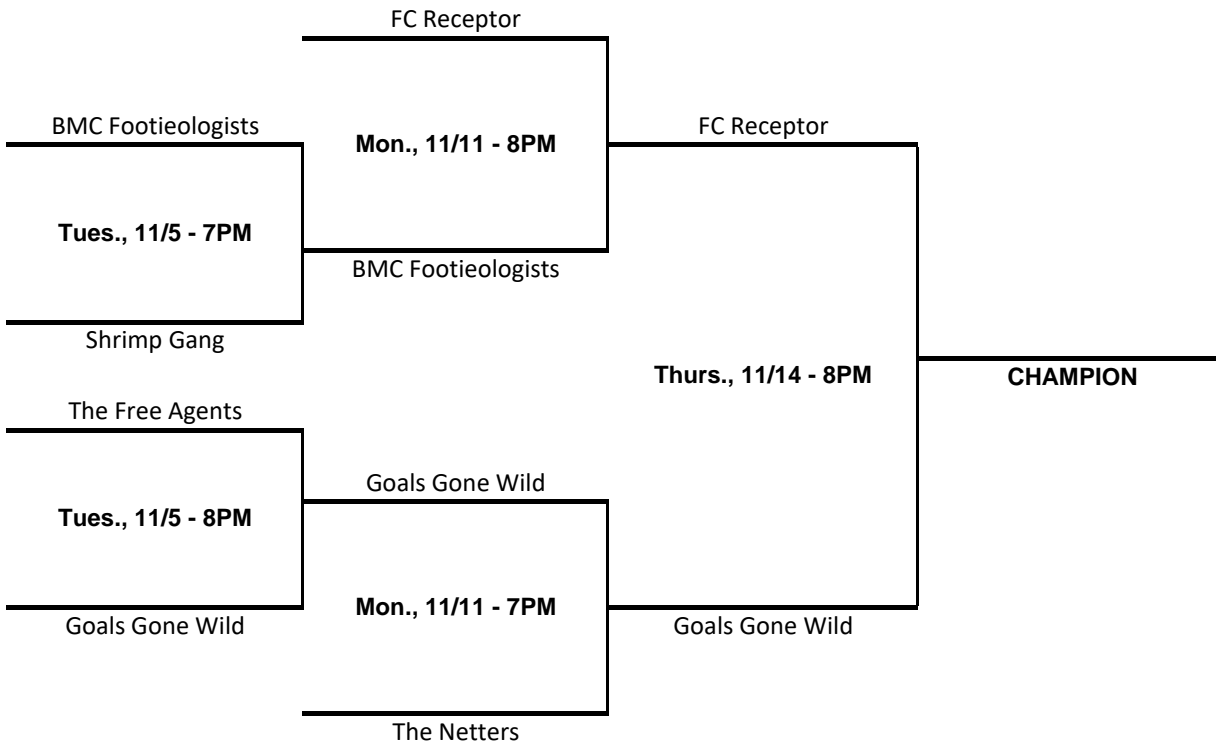 FC Receptor
BMC Footieologists
Mon., 11/11 - 8PM
FC Receptor
Tues., 11/5 - 7PM
BMC Footieologists
Shrimp Gang
Thurs., 11/14 - 8PM
CHAMPION
The Free Agents
Goals Gone Wild
Tues., 11/5 - 8PM
Mon., 11/11 - 7PM
Goals Gone Wild
Goals Gone Wild
The Netters